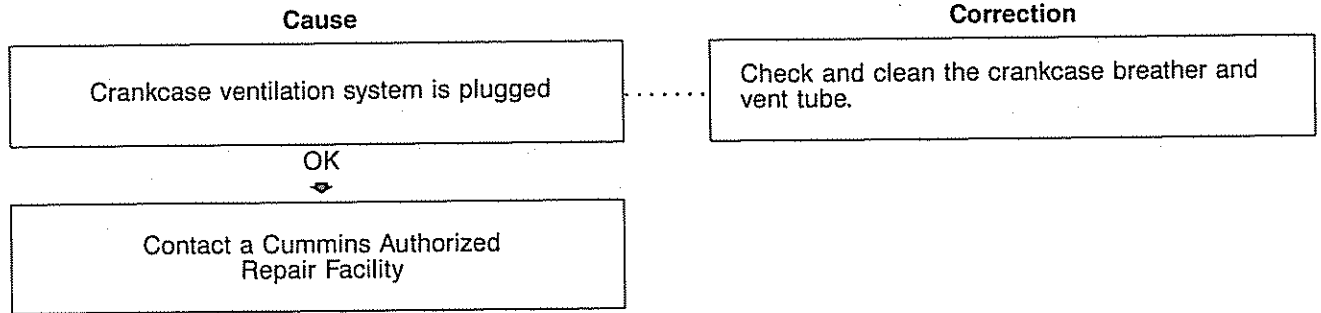 Cause
Correction
Crankcase ventilation system is plugged
Check and clean the crankcase breather and
vent tube.
OK
Contact a Cummins Authorized
Repair Facility